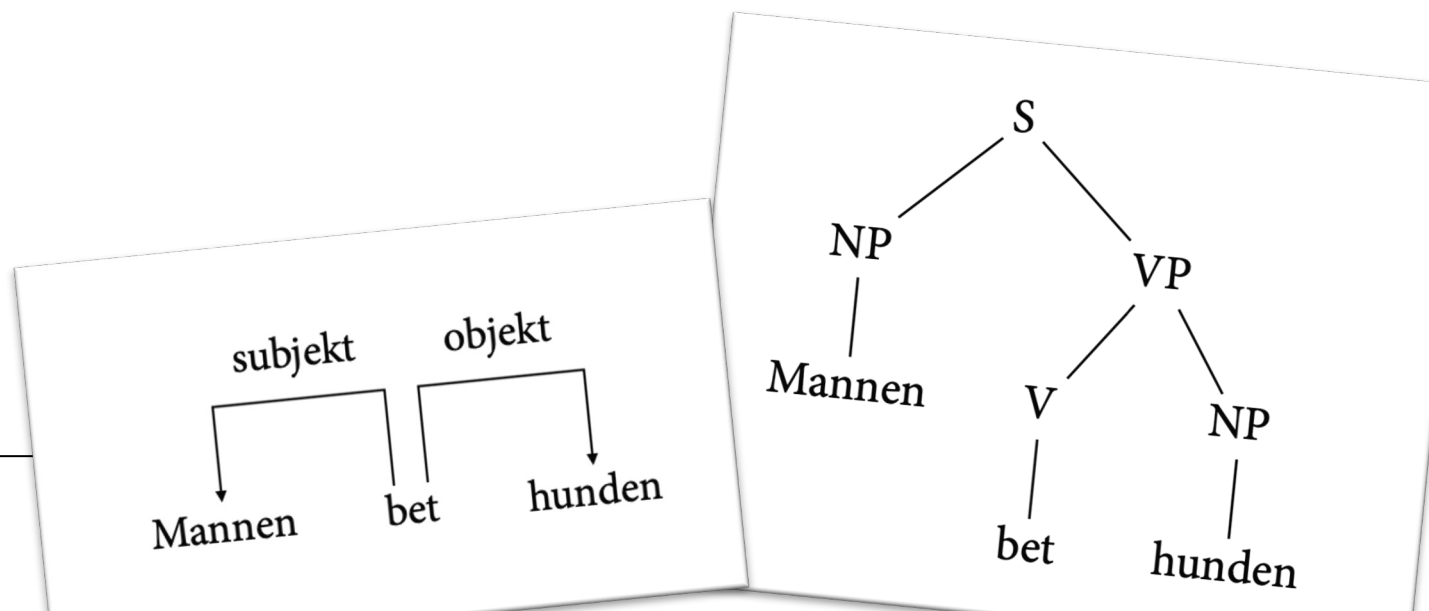 subjekt objekt
Mannen bet hunden
S
NP VP
Mannen V NP
bet hunden